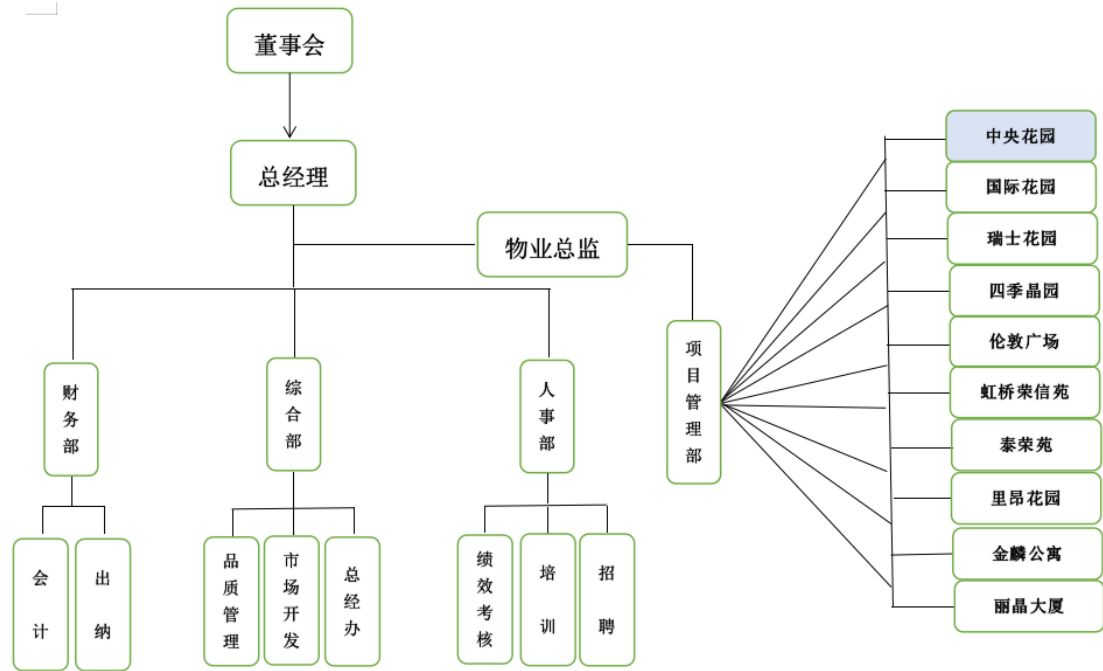 董事会
总经理
物业总监
财务部
综合部
人事部
项目管理部
会计
出纳
品质管理
市场开发
总经办
绩效考核
培训
招聘
中央花园
国际花园
瑞士花园
四季晶园
伦敦广场
虹桥荣信苑
泰荣苑
里昂花园
金麟公寓
丽晶大厦